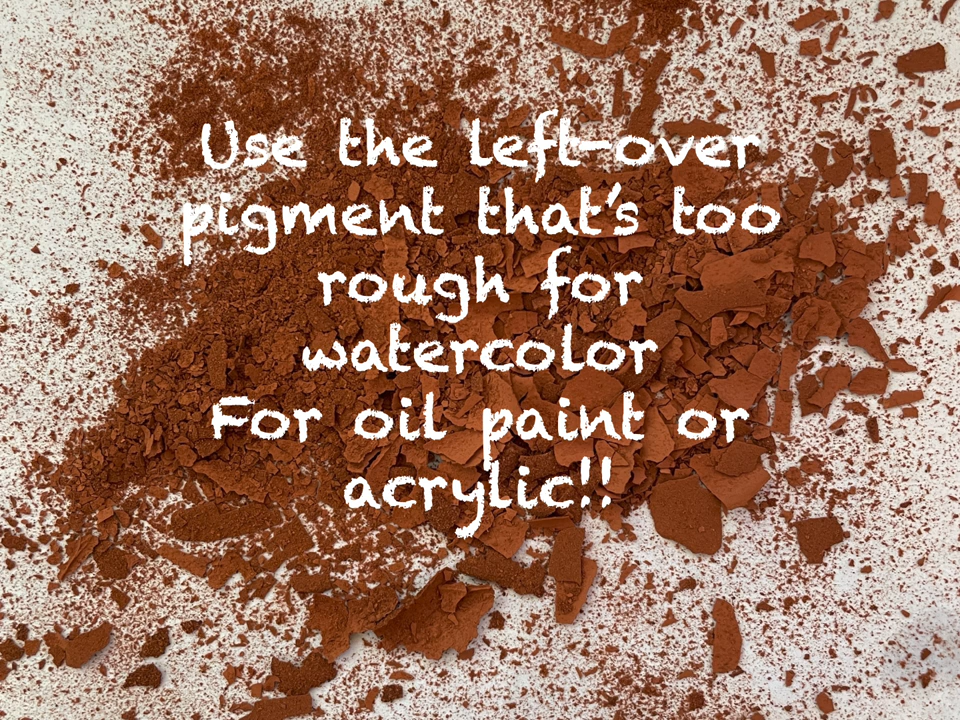 Use the left-over
pigment that's too
rough for
watercolor
For oil paint or
acrylic!!